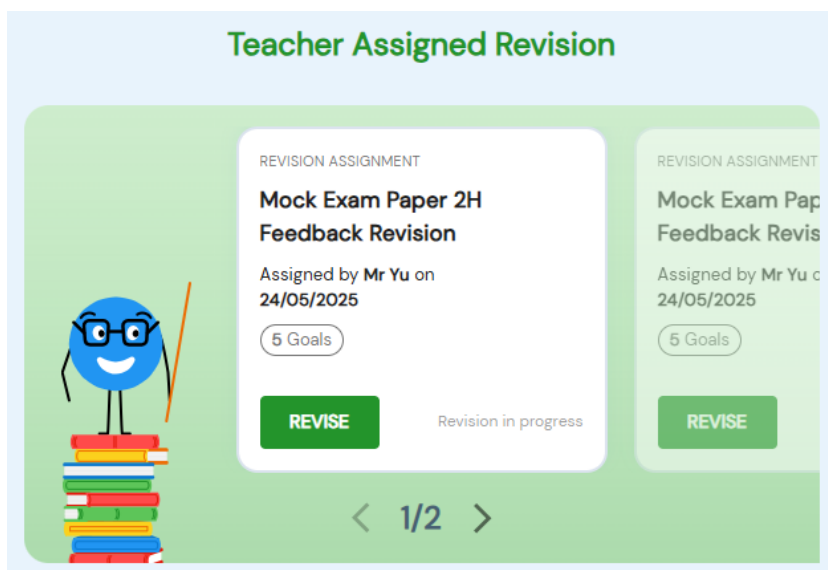 Teacher Assigned Revision
REVISION ASSIGNMENT
Mock Exam Paper 2H
Feedback Revision
Assigned by Mr Yu on
24/05/2025
5 Goals
REVISE
Revision in progress
REVISION ASSIGNMENT
Mock Exam Pap
Feedback Revis
Assigned by Mr Yu
24/05/2025
5 Goals
REVISE
1/2